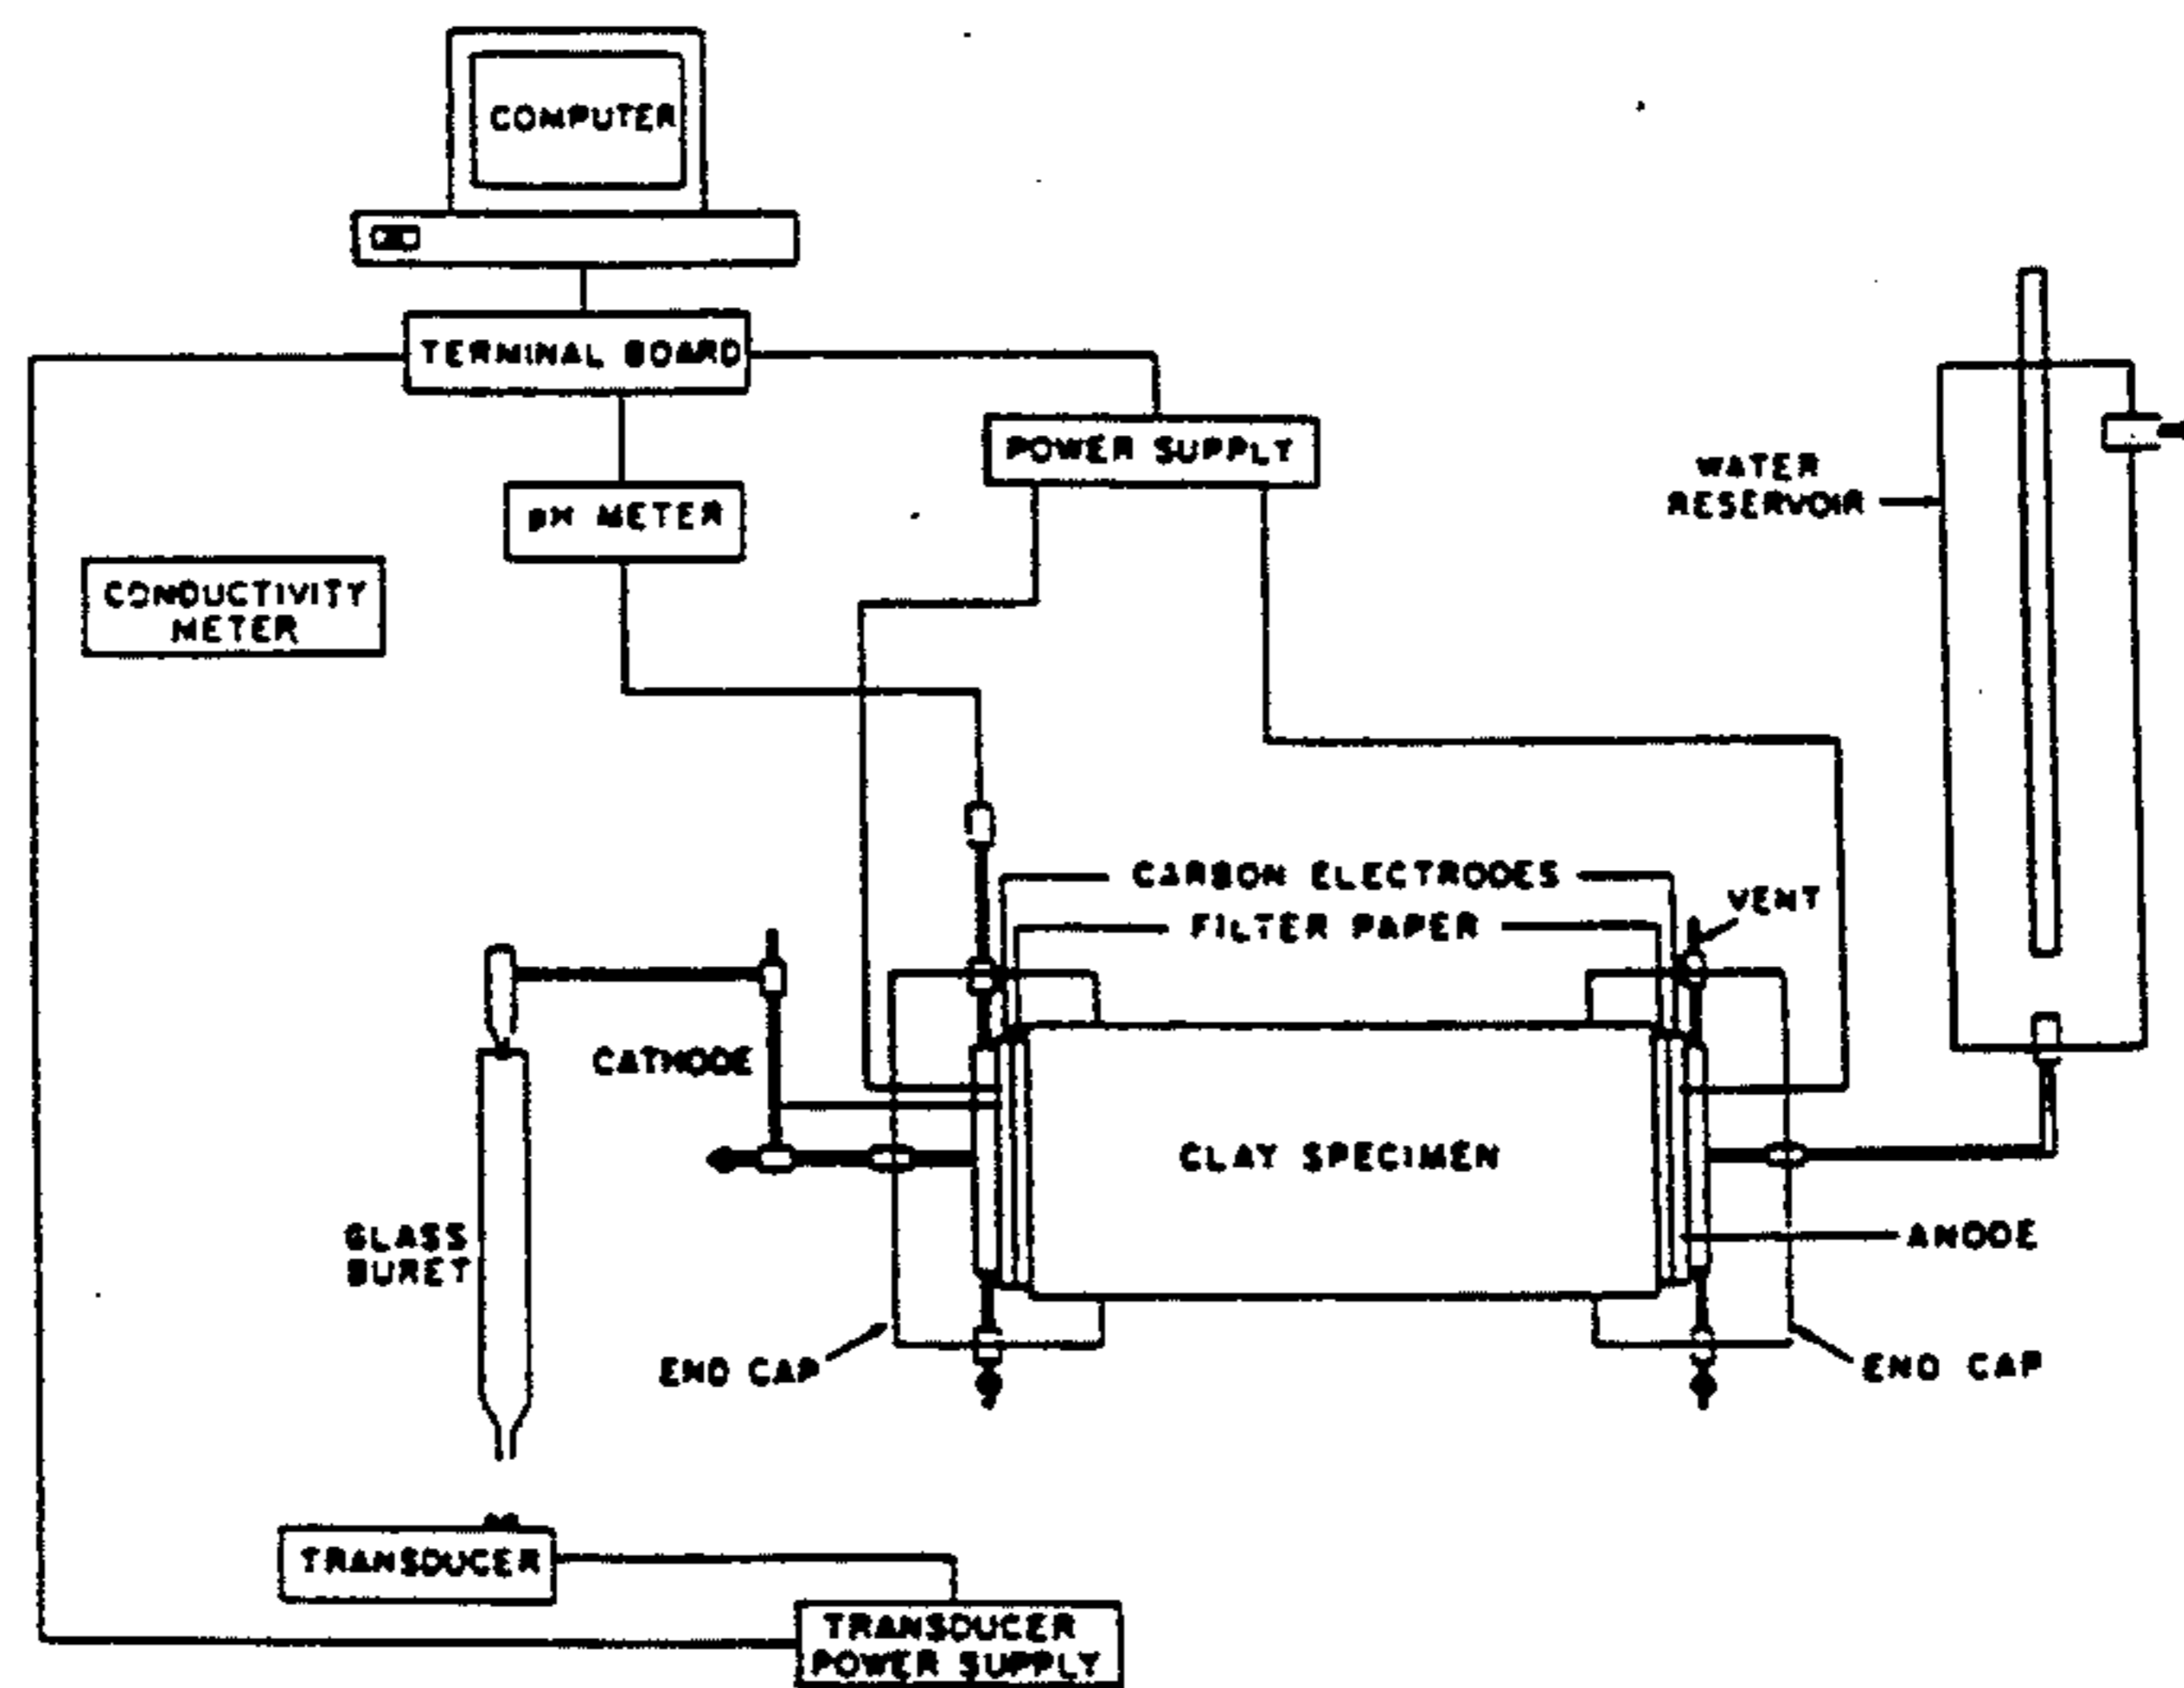 COMPUTER
TERMINAL BOARD
POWER SUPPLY
WATER
RESERVOIR
pH METER
CONDUCTIVITY
METER
CARBON ELECTRODES
VENT
FILTER PAPER
CATHODE
CLAY SPECIMEN
GLASS
BURET
ANODE
END CAP
END CAP
TRANSDUCER
TRANSDUCER
POWER SUPPLY